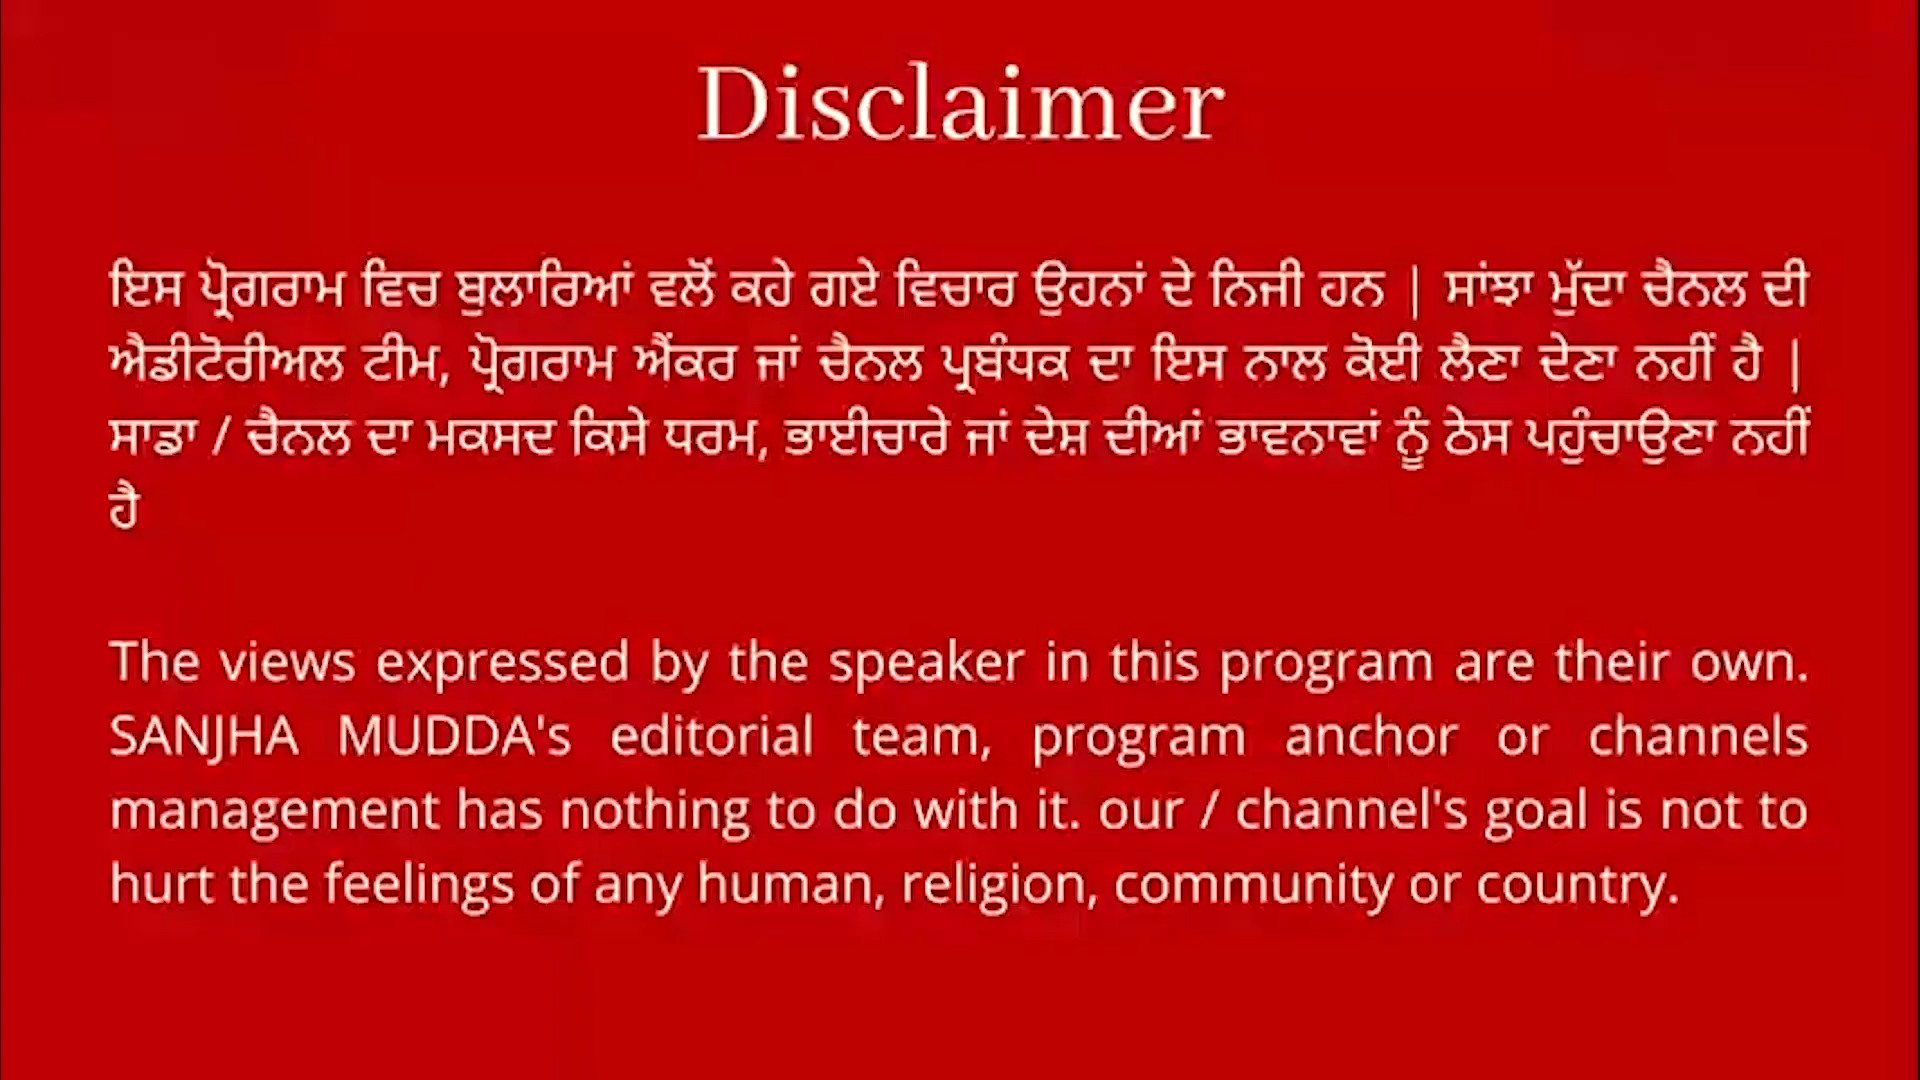 Disclaimer
ਇਸ ਪ੍ਰੋਗਰਾਮ ਵਿਚ ਬੁਲਾਰਿਆਂ ਵਲੋਂ ਕਹੇ ਗਏ ਵਿਚਾਰ ਉਹਨਾਂ ਦੇ ਨਿਜੀ ਹਨ | ਸਾਂਝਾ ਮੁੱਦਾ ਚੈਨਲ ਦੀ
ਐਡੀਟੋਰੀਅਲ ਟੀਮ, ਪ੍ਰੋਗਰਾਮ ਐਂਕਰ ਜਾਂ ਚੈਨਲ ਪ੍ਰਬੰਧਕ ਦਾ ਇਸ ਨਾਲ ਕੋਈ ਲੈਣਾ ਦੇਣਾ ਨਹੀਂ ਹੈ |
ਸਾਡਾ / ਚੈਨਲ ਦਾ ਮਕਸਦ ਕਿਸੇ ਧਰਮ, ਭਾਈਚਾਰੇ ਜਾਂ ਦੇਸ਼ ਦੀਆਂ ਭਾਵਨਾਵਾਂ ਨੂੰ ਠੇਸ ਪਹੁੰਚਾਉਣਾ ਨਹੀਂ
ਹੈ
The views expressed by the speaker in this program are their own.
SANJHA MUDDA's editorial team, program anchor or channels
management has nothing to do with it. our / channel's goal is not to
hurt the feelings of any human, religion, community or country.